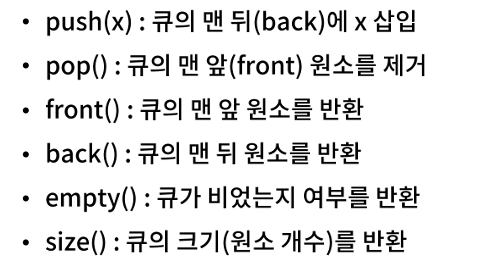 • push(x) : 큐의 맨 뒤(back)에 x 삽입
• pop() : 큐의 맨 앞(front) 원소를 제거
• front() : 큐의 맨 앞 원소를 반환
• back() : 큐의 맨 뒤 원소를 반환
• empty() : 큐가 비었는지 여부를 반환
• size() : 큐의 크기(원소 개수)를 반환